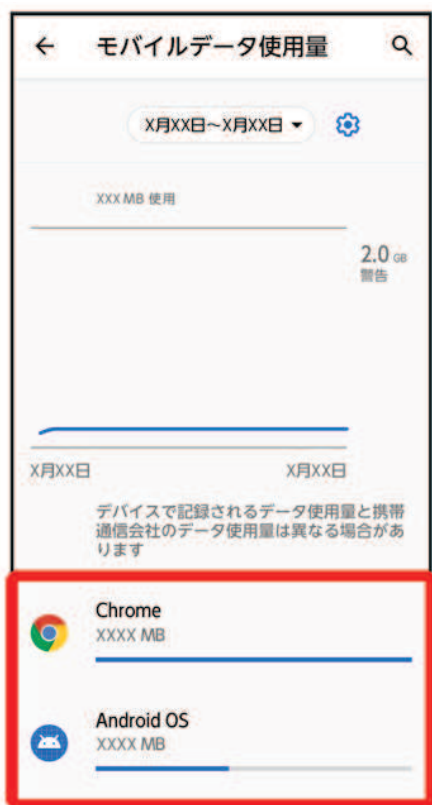 モバイルデータ使用量
X月XX日~X月XX日
XXX MB 使用
2.0 GB
警告
X月XX日 X月XX日
デバイスで記録されるデータ使用量と携帯
通信会社のデータ使用量は異なる場合があ
ります
Chrome
XXXX MB
Android OS
XXXX MB